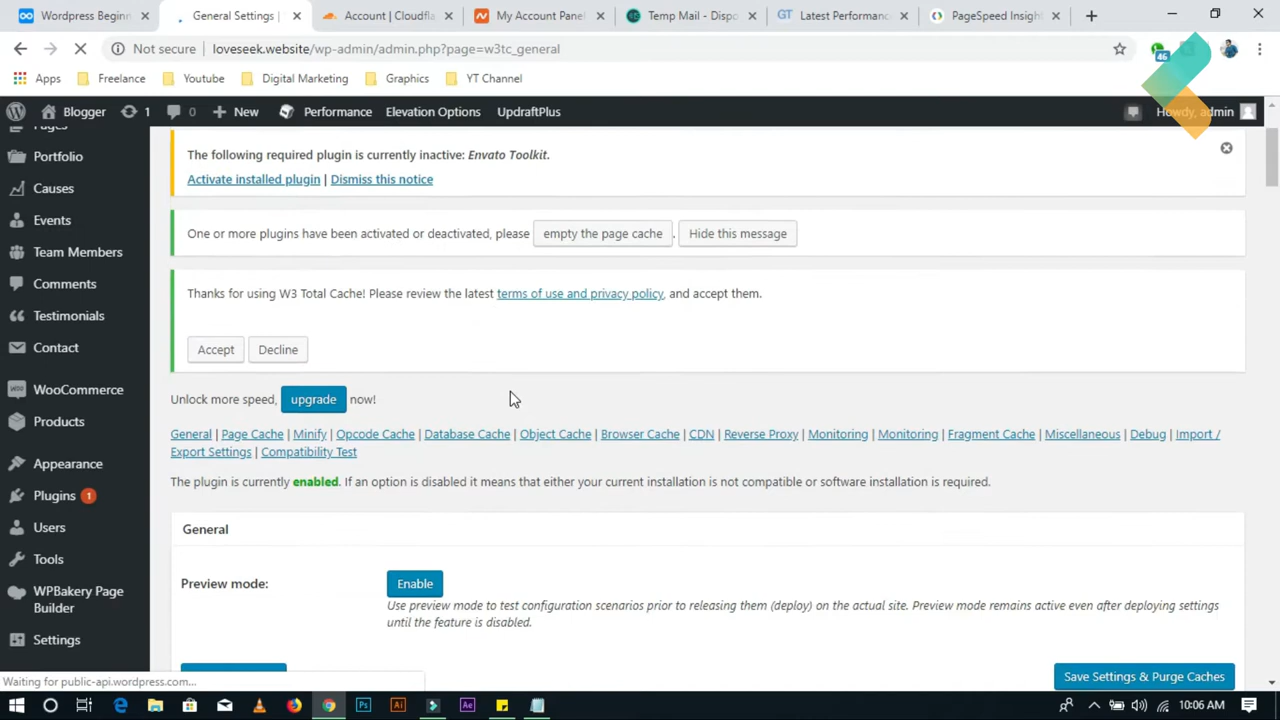 Wordpress Beginn
General Settings |
Account | Cloudfla
My Account Pane
Temp Mail - Dispo
GT
Latest Performanc
PageSpeed Insigh
Not secure
loveseek.website/wp-admin/admin.php?page=w3tc_general
46
Apps
Freelance
Youtube
Digital Marketing
Graphics
YT Channel
Blogger
1
0
New
Performance
Elevation Options
UpdraftPlus
Howdy, admin
Pages
Portfolio
Causes
Events
Team Members
Comments
Testimonials
Contact
WooCommerce
Products
Appearance
Plugins 1
Users
Tools
WPBakery Page
Builder
Settings
The following required plugin is currently inactive: Envato Toolkit.
Activate installed plugin | Dismiss this notice
One or more plugins have been activated or deactivated, please empty the page cache . Hide this message
Thanks for using W3 Total Cache! Please review the latest terms of use and privacy policy, and accept them.
Accept Decline
Unlock more speed, upgrade now!
General | Page Cache | Minify | Opcode Cache | Database Cache | Object Cache | Browser Cache | CDN | Reverse Proxy | Monitoring | Monitoring | Fragment Cache | Miscellaneous | Debug | Import /
Export Settings | Compatibility Test
The plugin is currently enabled. If an option is disabled it means that either your current installation is not compatible or software installation is required.
General
Preview mode: Enable
Use preview mode to test configuration scenarios prior to releasing them (deploy) on the actual site. Preview mode remains active even after deploying settings
until the feature is disabled.
Save Settings & Purge Caches
Waiting for public-api.wordpress.com...
Ps
Ai
Ae
10:06 AM